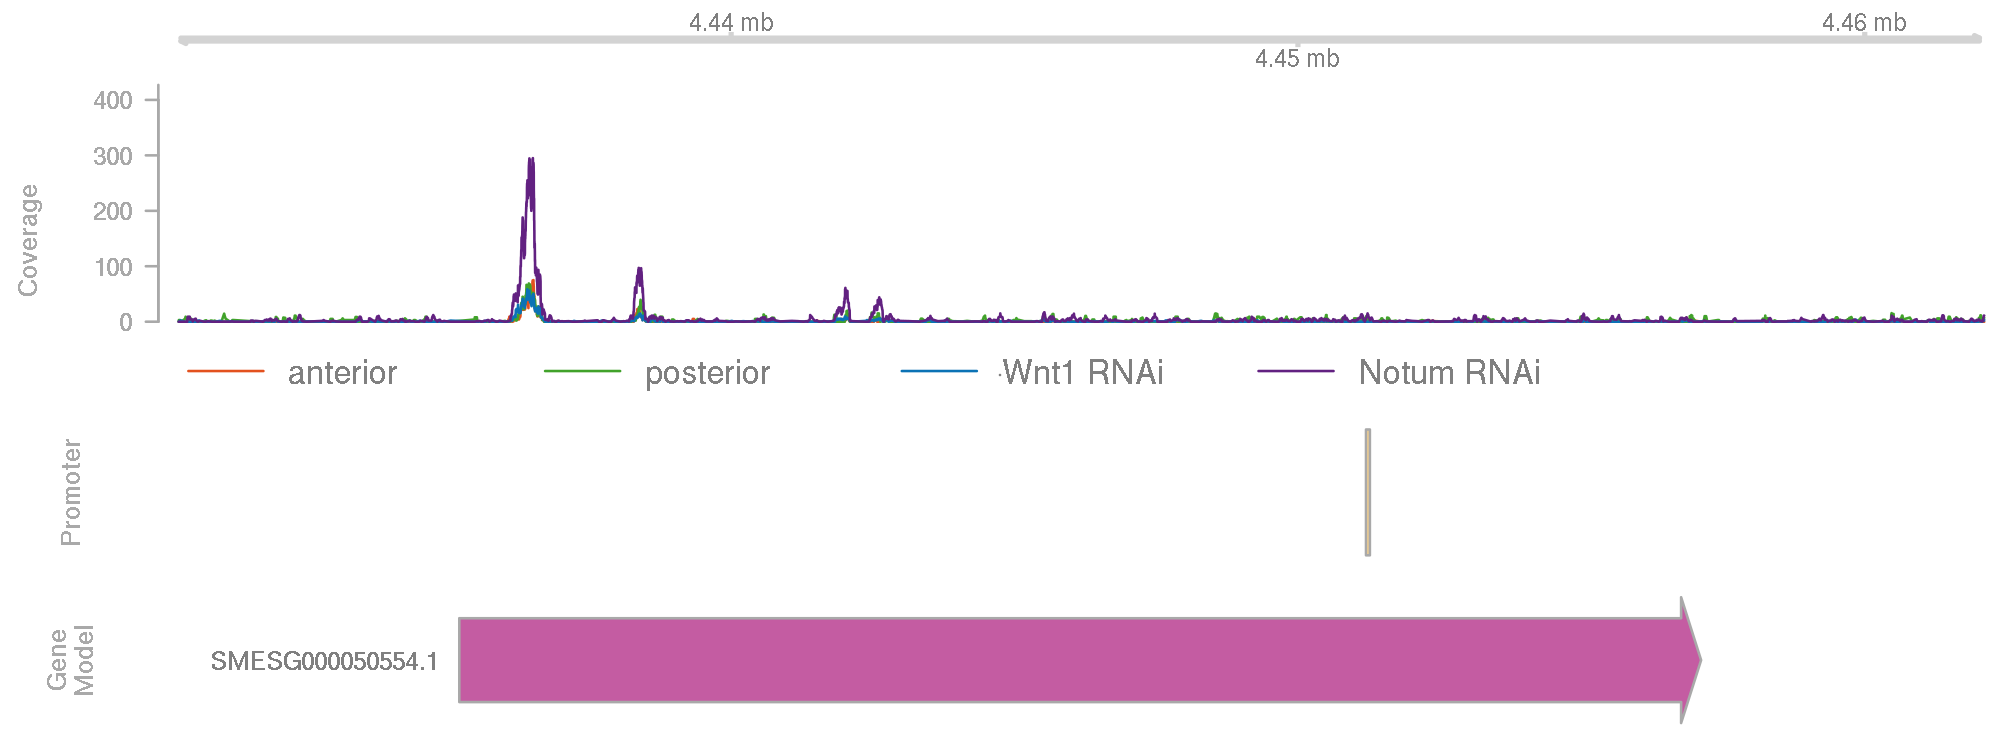 4.44 mb
4.46 mb
4.45 mb
Coverage
400
300
200
100
0
anterior
posterior
Wnt1 RNAi
Notum RNAi
Promoter
Gene
Model
SMESG000050554.1